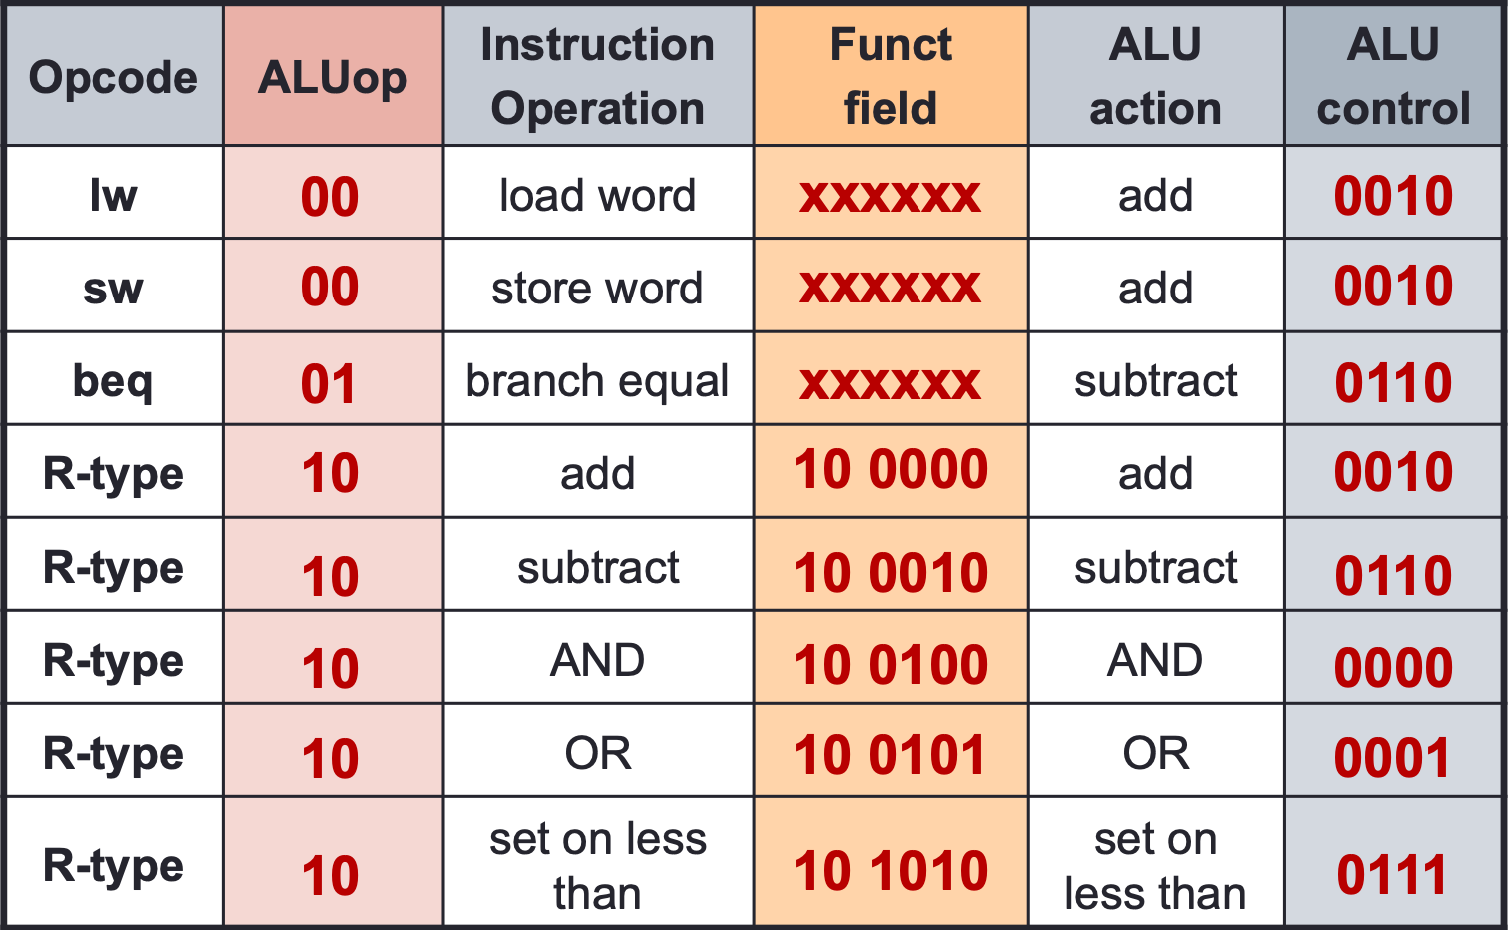 Opcode ALUop Instruction Operation Funct field ALU action ALU control
lw 00 load word xxxxxx add 0010
sw 00 store word xxxxxx add 0010
beq 01 branch equal xxxxxx subtract 0110
R-type 10 add 10 0000 add 0010
R-type 10 subtract 10 0010 subtract 0110
R-type 10 AND 10 0100 AND 0000
R-type 10 OR 10 0101 OR 0001
R-type 10 set on less than 10 1010 set on less than 0111